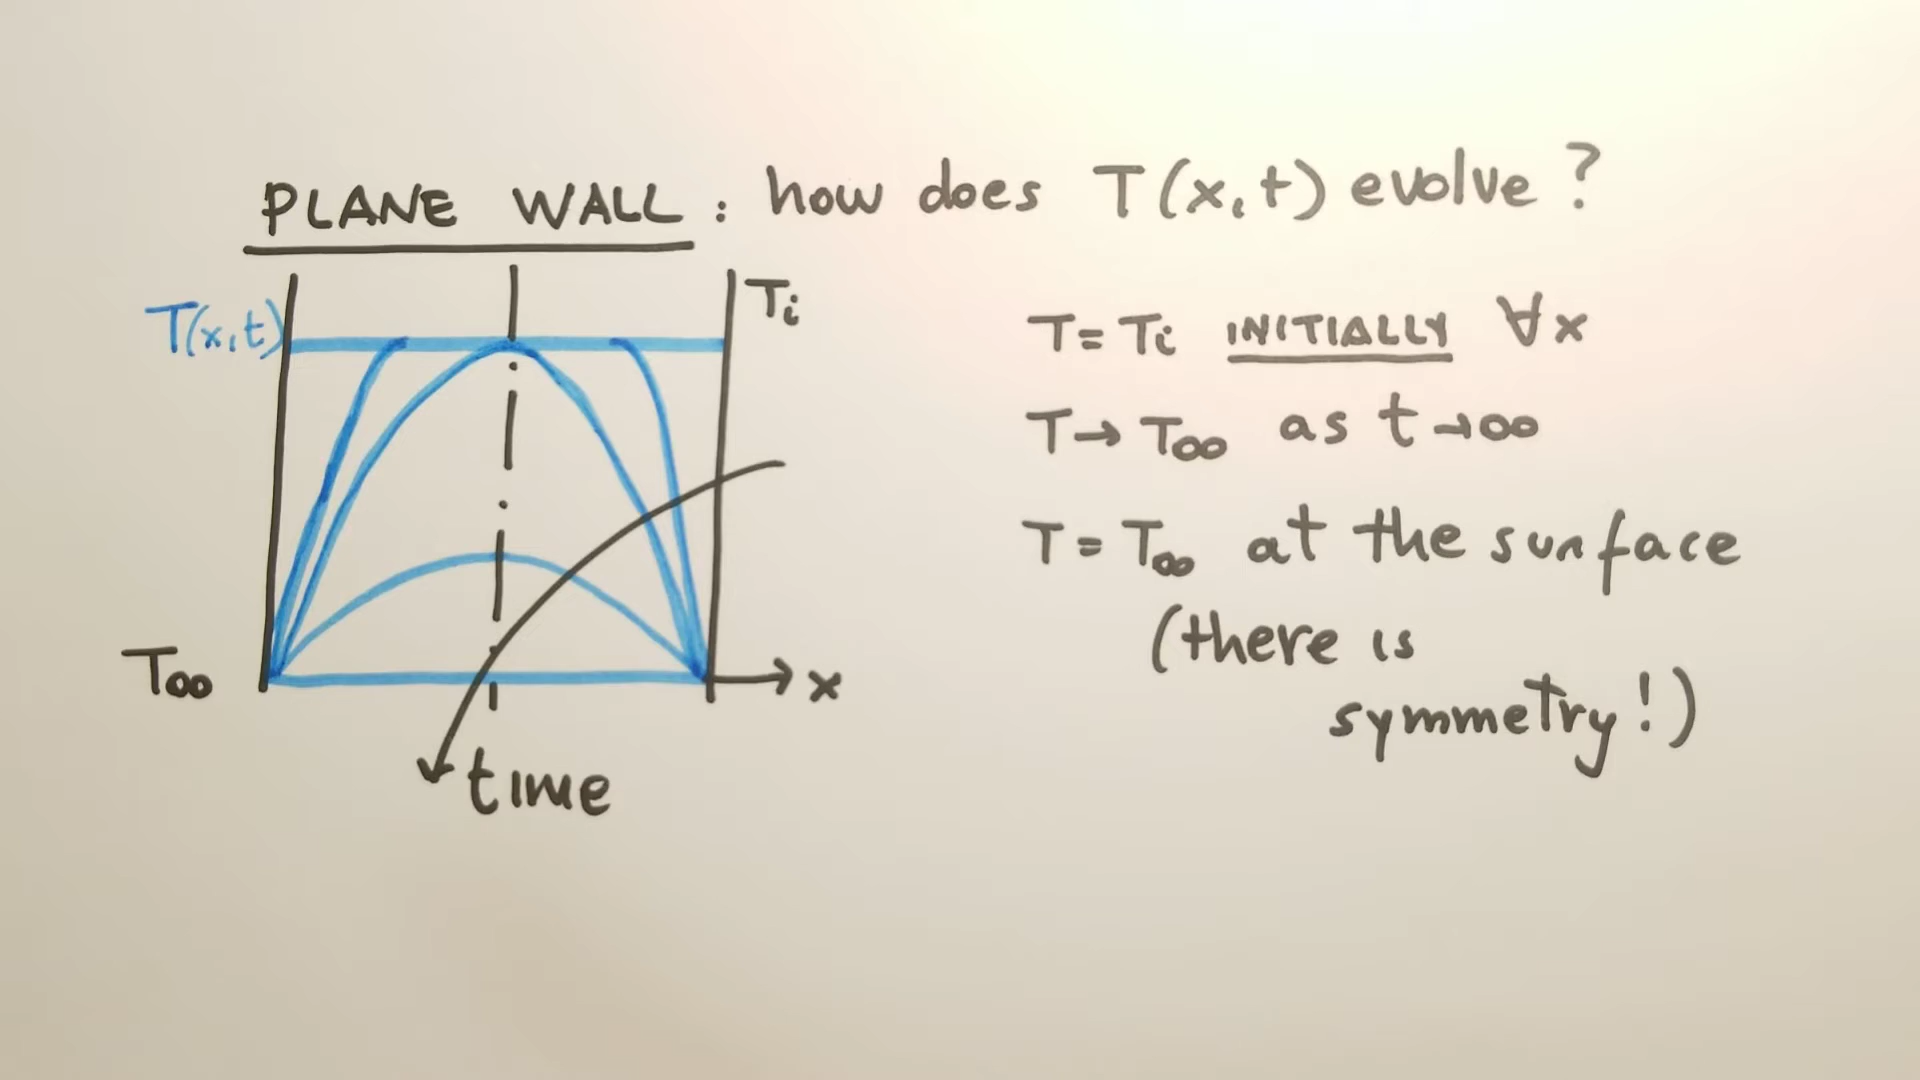 PLANE WALL : how does T(x,t) evolve ?
T(x,t)
Ti
T∞
x
time
T = Ti INITIALLY ∀x
T → T∞ as t → ∞
T = T∞ at the surface
(there is
symmetry!)